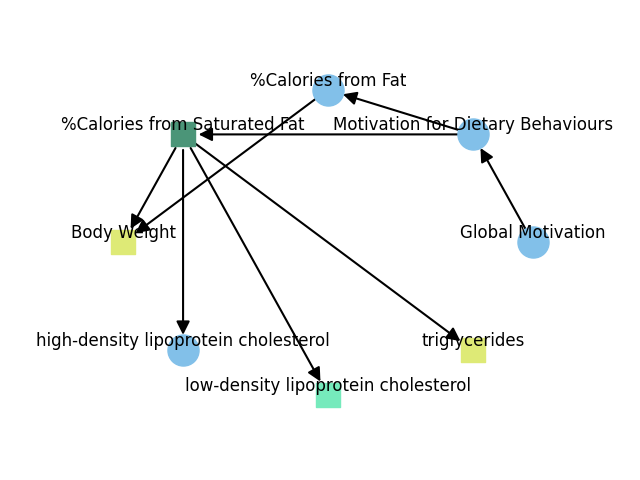 %Calories from Fat
%Calories from Saturated Fat
Motivation for Dietary Behaviours
Body Weight
Global Motivation
high-density lipoprotein cholesterol
triglycerides
low-density lipoprotein cholesterol